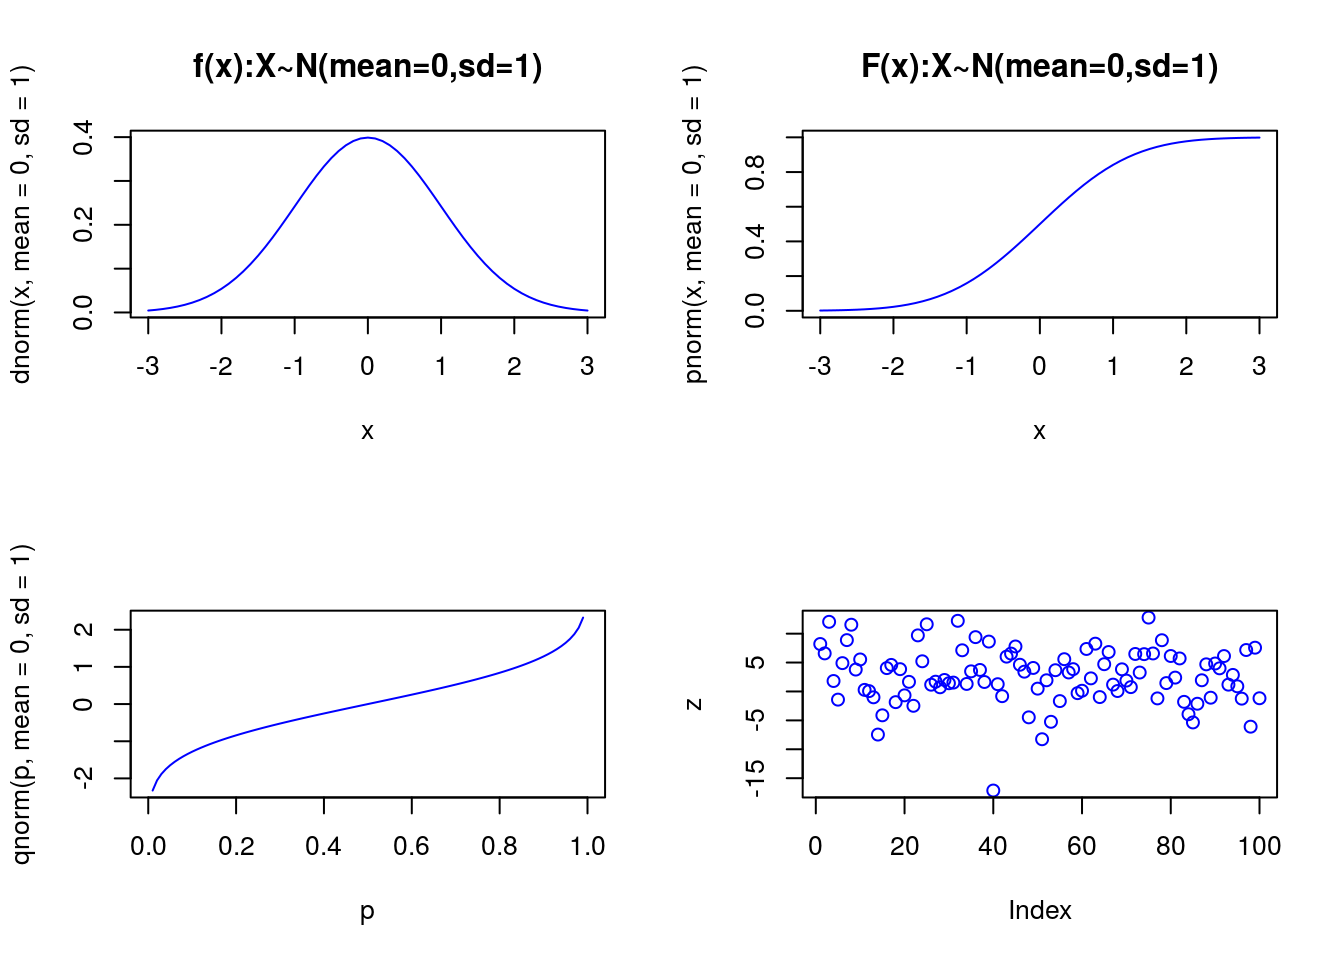 f(x):X~N(mean=0,sd=1)
dnorm(x, mean = 0, sd = 1)
0.4
0.2
0.0
-3 -2 -1 0 1 2 3
x
F(x):X~N(mean=0,sd=1)
pnorm(x, mean = 0, sd = 1)
0.8
0.4
0.0
-3 -2 -1 0 1 2 3
x
qnorm(p, mean = 0, sd = 1)
2
1
0
-2
0.0 0.2 0.4 0.6 0.8 1.0
p
z
5
-5
-15
0 20 40 60 80 100
Index